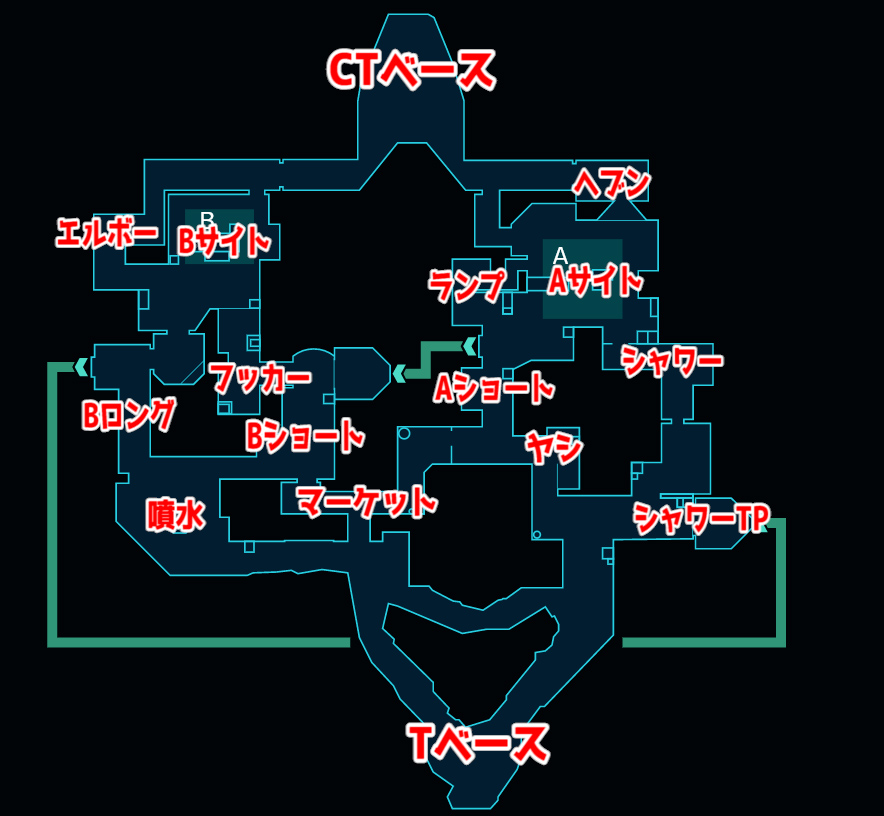 CTベース
ヘブン
B
エルボー
Bサイト
A
ランプ
Aサイト
シャワー
フッカー
Aショート
Bロング
Bショート
ヤシ
マーケット
噴水
シャワーTP
Tベース